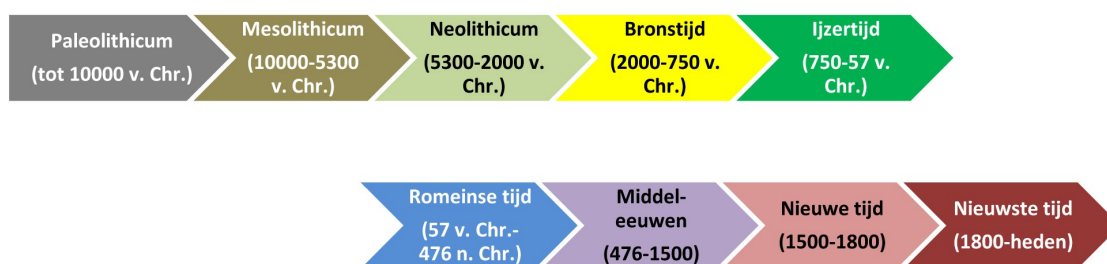 Paleolithicum
(tot 10000 v. Chr.)
Mesolithicum
(10000-5300
v. Chr.)
Neolithicum
(5300-2000 v.
Chr.)
Bronstijd
(2000-750 v.
Chr.)
Ijzertijd
(750-57 v.
Chr.)
Romeinse tijd
(57 v. Chr.-
476 n. Chr.)
Middel-
eeuwen
(476-1500)
Nieuwe tijd
(1500-1800)
Nieuwste tijd
(1800-heden)